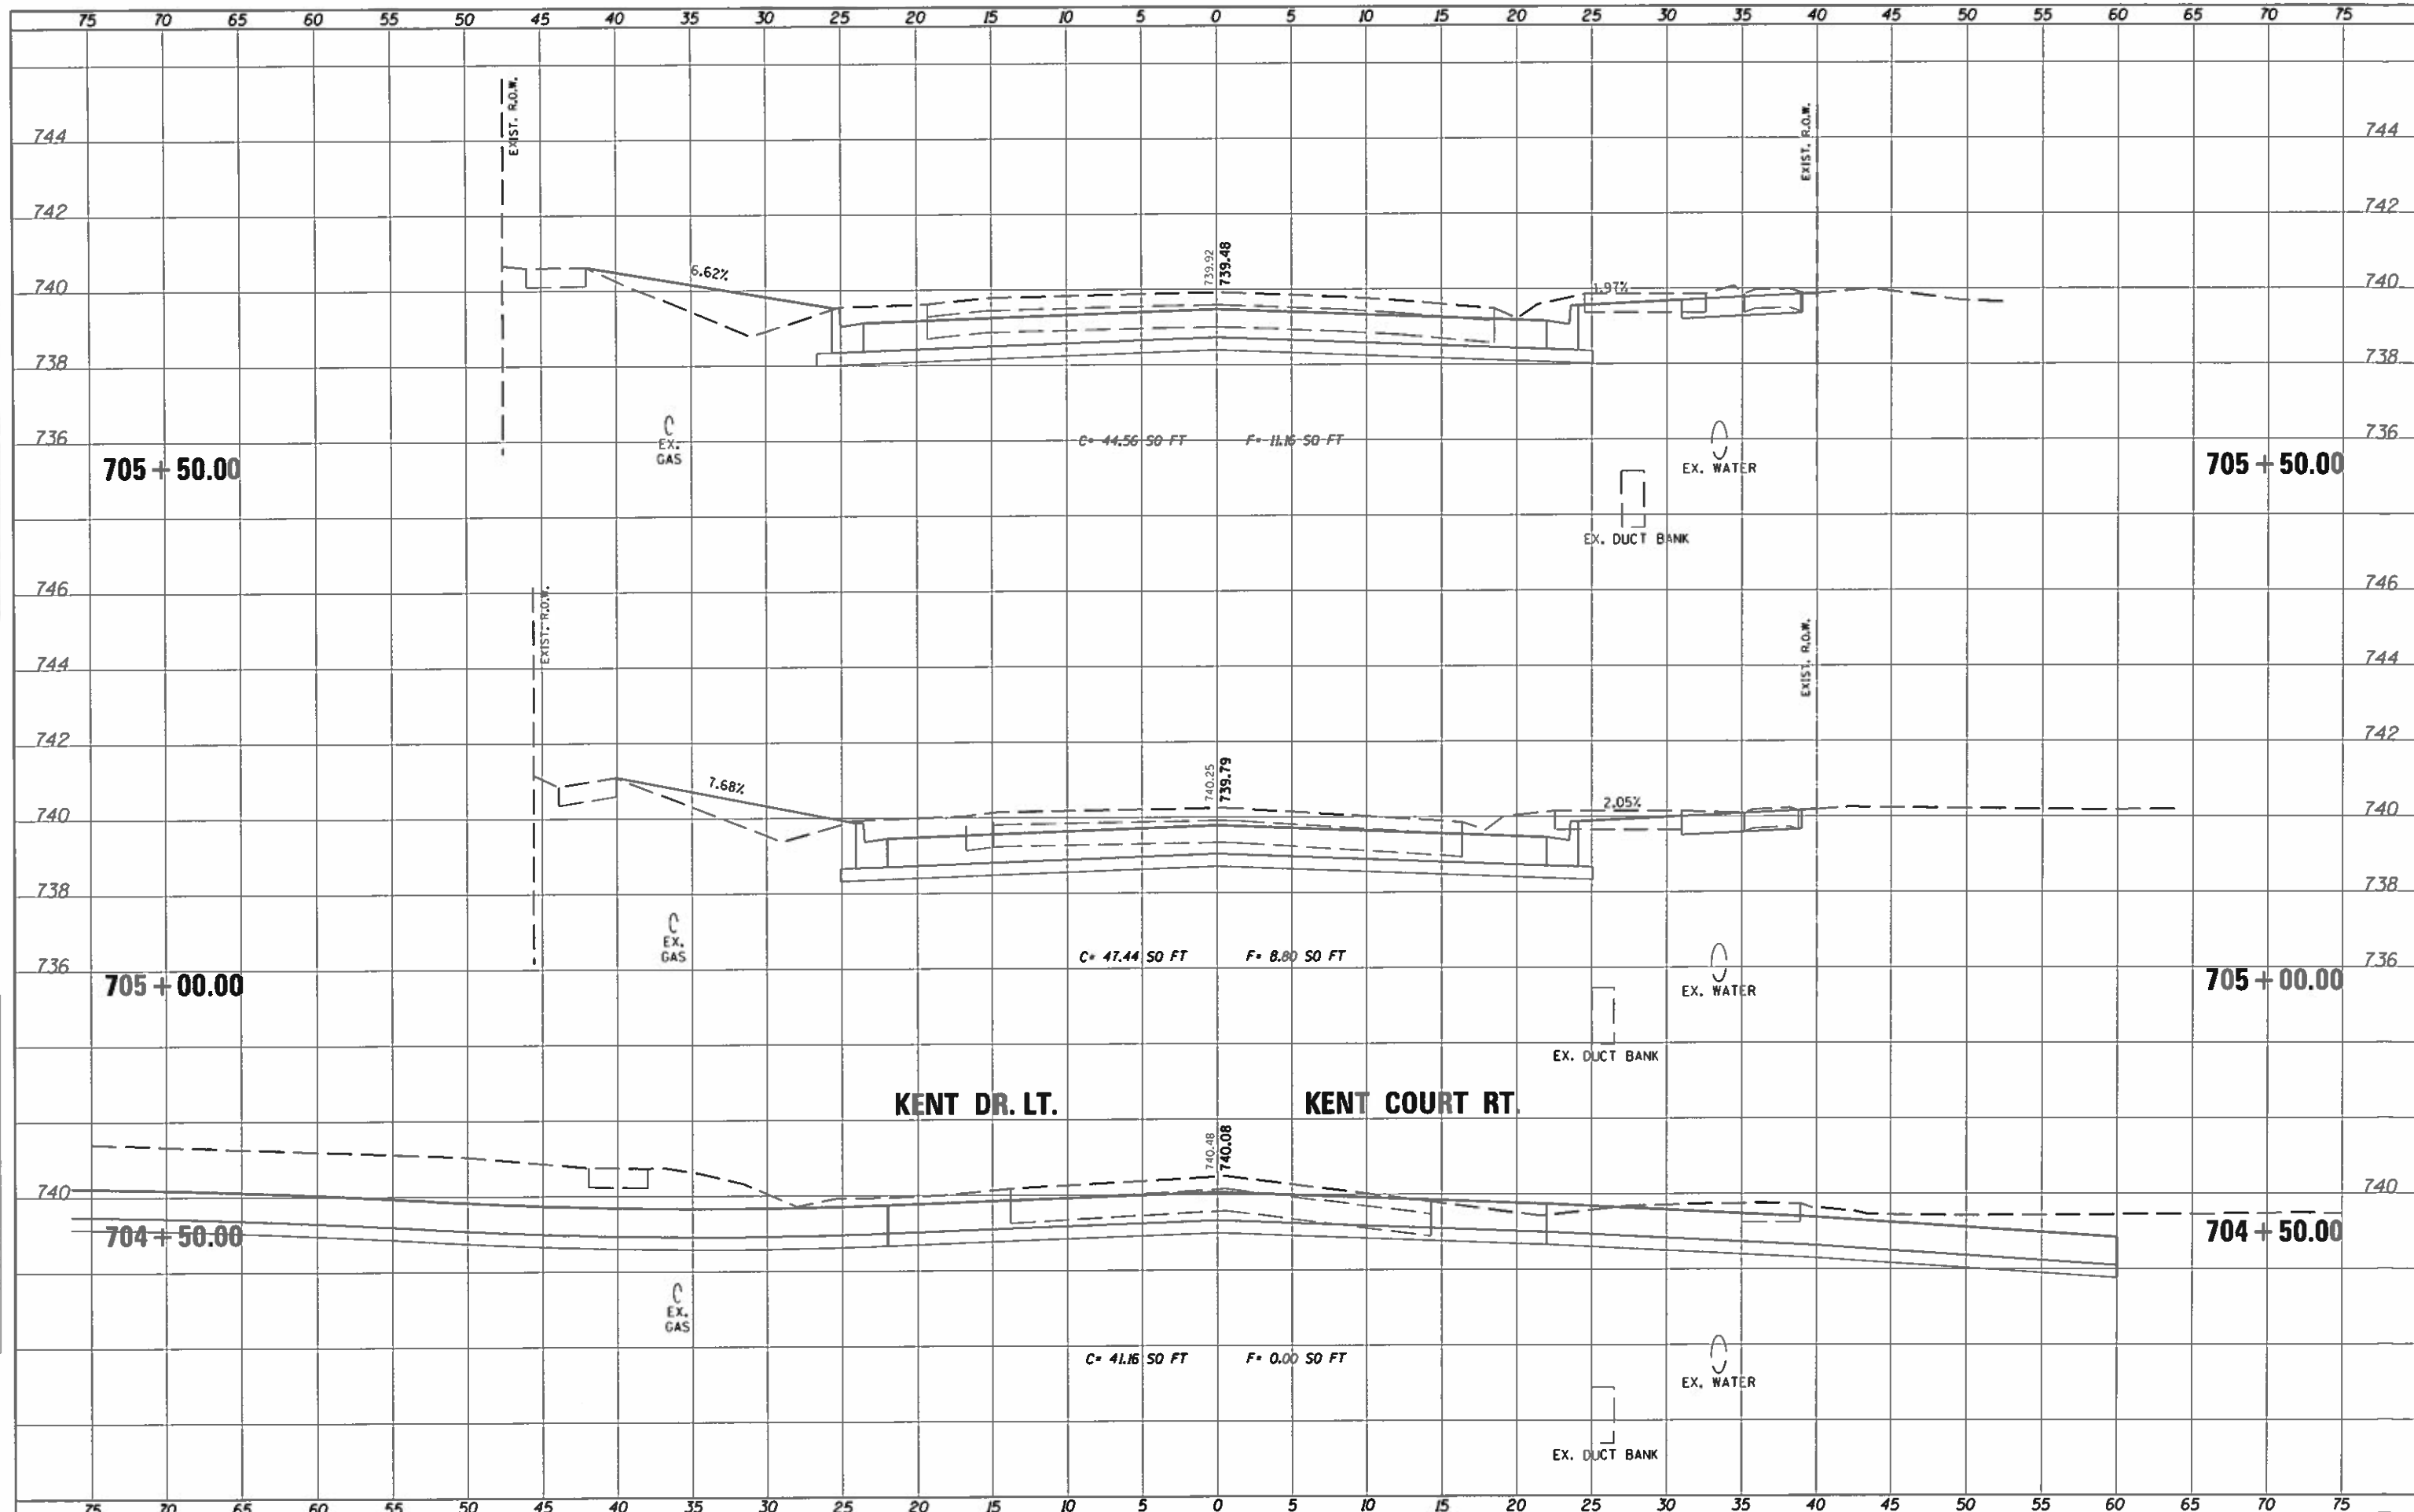 75 70 65 60 55 50 45 40 35 30 25 20 15 10 5 0 5 10 15 20 25 30 35 40 45 50 55 60 65 70 75
EXIST. R.O.W.
EXIST. R.O.W.
744 744
742 742
739.92
739.48
6.62%
1.97%
740 740
738 738
736 736
C= 44.56 SQ FT F= 11.16 SQ FT
EX. GAS
EX. WATER
705 + 50.00 705 + 50.00
EX. DUCT BANK
746 746
EXIST. R.O.W.
EXIST. R.O.W.
744 744
742 742
740.25
739.79
7.68%
2.05%
740 740
738 738
EX. GAS
C= 47.44 SQ FT F= 8.80 SQ FT
736 736
EX. WATER
705 + 00.00 705 + 00.00
EX. DUCT BANK
KENT DR. LT. KENT COURT RT.
740.48
740.08
740 740
704 + 50.00 704 + 50.00
EX. GAS
C= 41.16 SQ FT F= 0.00 SQ FT
EX. WATER
EX. DUCT BANK
75 70 65 60 55 50 45 40 35 30 25 20 15 10 5 0 5 10 15 20 25 30 35 40 45 50 55 60 65 70 75